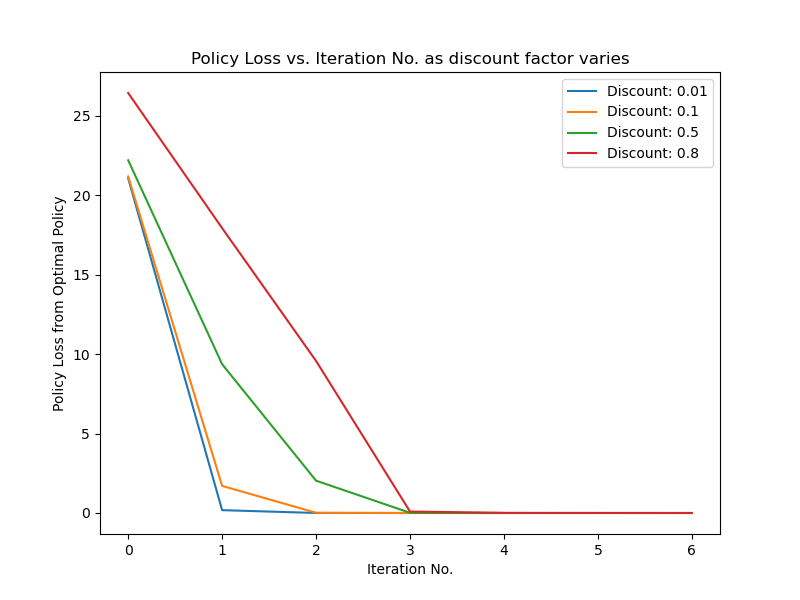 Policy Loss vs. Iteration No. as discount factor varies
Discount: 0.01
Discount: 0.1
Discount: 0.5
Discount: 0.8
Policy Loss from Optimal Policy
25
20
15
10
5
0
0 1 2 3 4 5 6
Iteration No.